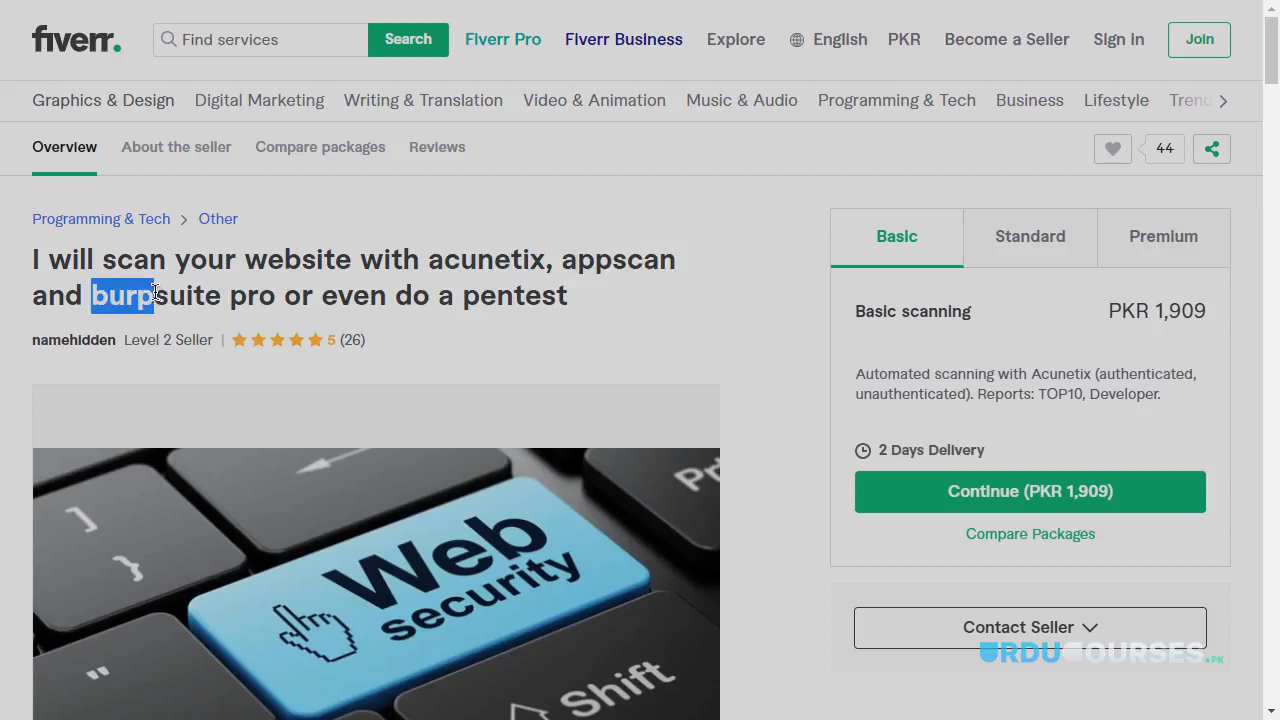 fiverr.
Find services
Search
Fiverr Pro
Fiverr Business
Explore
English
PKR
Become a Seller
Sign in
Join
Graphics & Design
Digital Marketing
Writing & Translation
Video & Animation
Music & Audio
Programming & Tech
Business
Lifestyle
Tren
Overview
About the seller
Compare packages
Reviews
44
Programming & Tech > Other
I will scan your website with acunetix, appscan
and burpsuite pro or even do a pentest
namehidden Level 2 Seller | 5 (26)
Basic
Standard
Premium
Basic scanning
PKR 1,909
Automated scanning with Acunetix (authenticated,
unauthenticated). Reports: TOP10, Developer.
2 Days Delivery
Continue (PKR 1,909)
Compare Packages
Contact Seller
URDUCOURSES.PK
]
}
"
Web
security
Shift